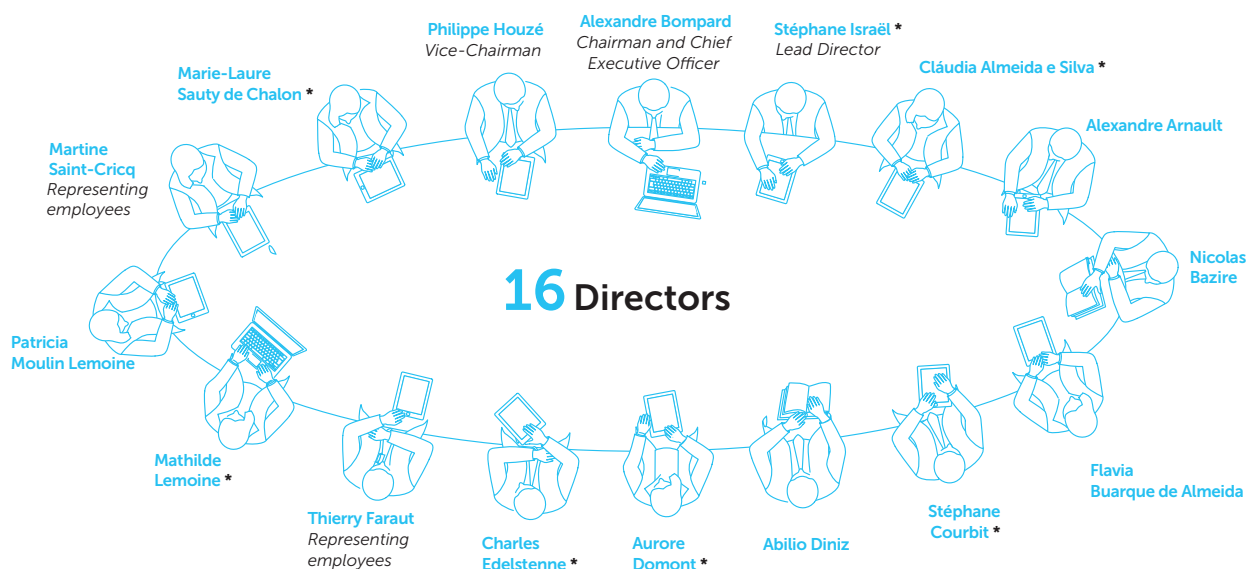 Philippe Houzé
Vice-Chairman
Alexandre Bompard
Chairman and Chief
Executive Officer
Stéphane Israël *
Lead Director
Cláudia Almeida e Silva *
Marie-Laure
Sauty de Chalon *
Alexandre Arnault
Martine
Saint-Cricq
Representing
employees
Nicolas
Bazire
16 Directors
Patricia
Moulin Lemoine
Mathilde
Lemoine *
Flavia
Buarque de Almeida
Thierry Faraut
Representing
employees
Charles
Edelstenne *
Aurore
Domont *
Abilio Diniz
Stéphane
Courbit *